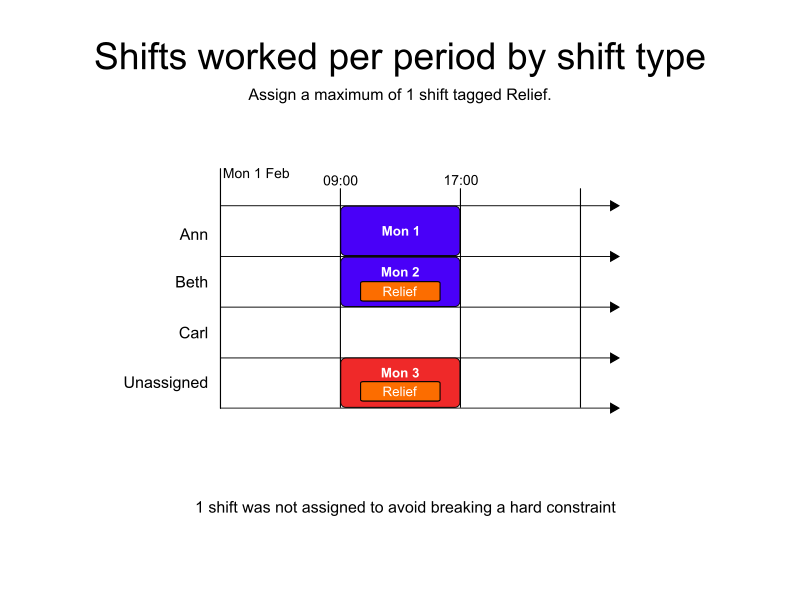 Shifts worked per period by shift type
Assign a maximum of 1 shift tagged Relief.
Mon 1 Feb
09:00
17:00
Ann
Mon 1
Beth
Mon 2
Relief
Carl
Unassigned
Mon 3
Relief
1 shift was not assigned to avoid breaking a hard constraint